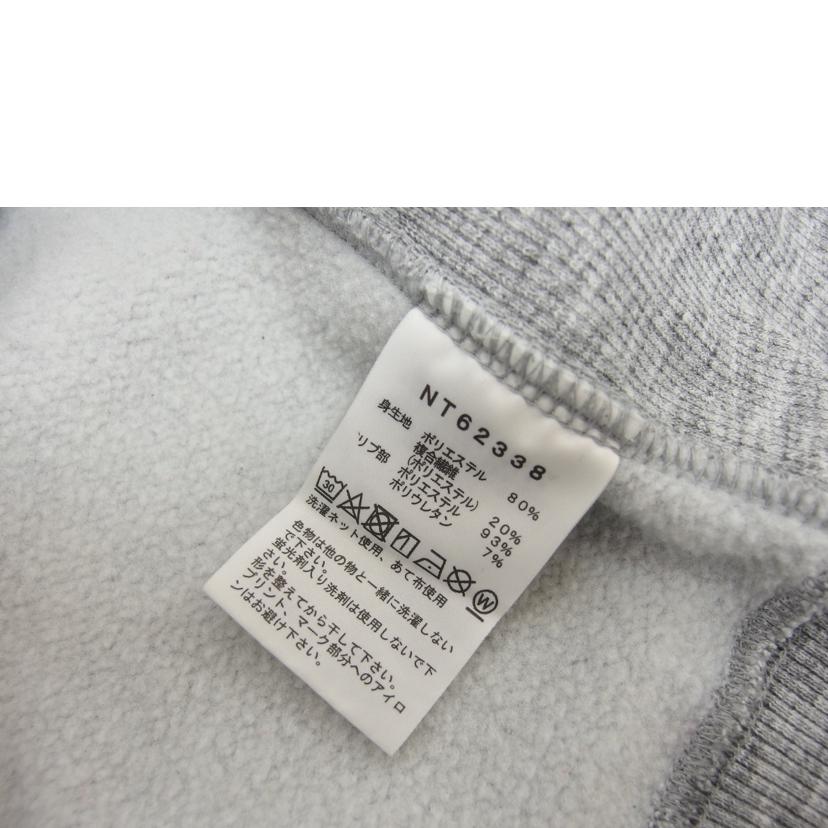 NT62338
身生地 ポリエステル 80%
複合繊維
(ポリエステル) 20%
リブ部 ポリエステル 93%
ポリウレタン 7%
30 W
洗濯ネット使用、あて布使用
色物は他の物と一緒に洗濯しない
で下さい。
蛍光剤入り洗剤は使用しないで下
さい。
形を整えてから干して下さい。
プリント、マーク部分へのアイロ
ンはお避け下さい。